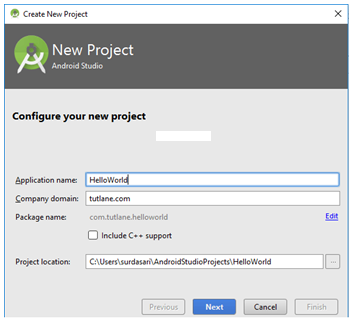 Create New Project
New Project
Android Studio
Configure your new project
Application name: HelloWorld
Company domain: tutlane.com
Package name: com.tutlane.helloworld Edit
Include C++ support
Project location: C:\Users\surdasari\AndroidStudioProjects\HelloWorld ...
Previous Next Cancel Finish